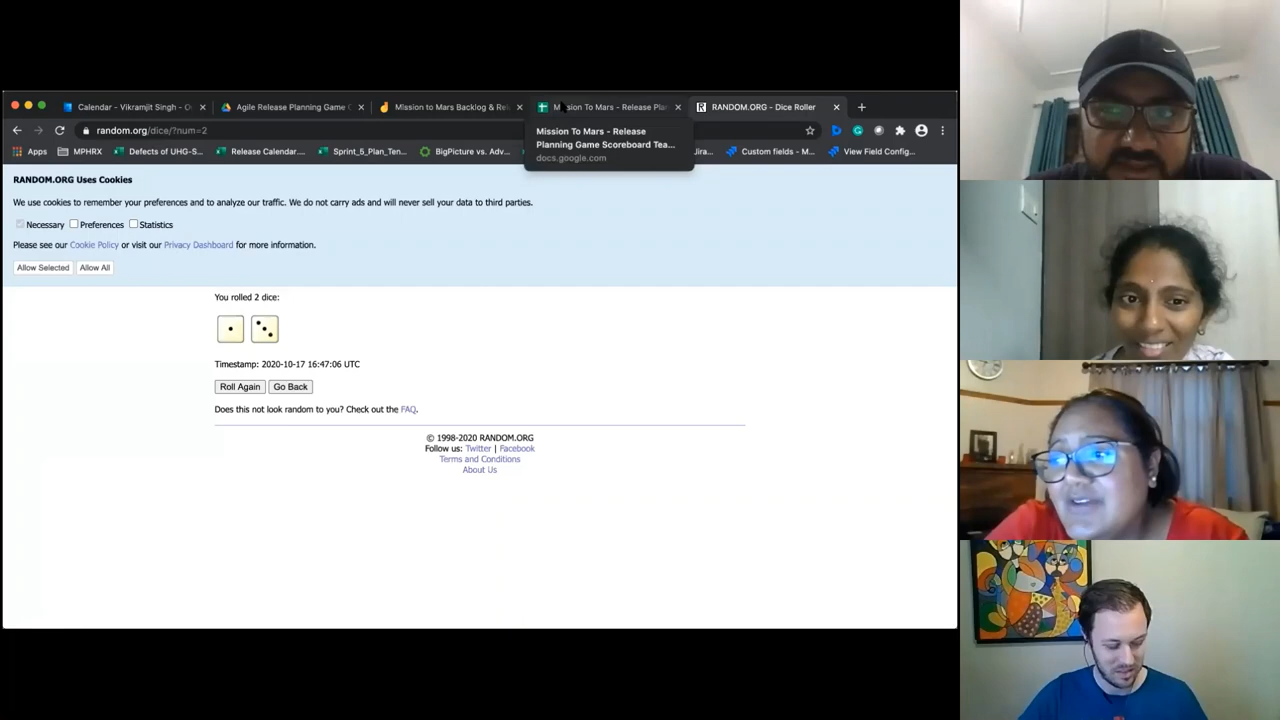 Calendar - Vikramjit Singh - O
Agile Release Planning Game
Mission to Mars Backlog & Rel
Mission To Mars - Release Plan
RANDOM.ORG - Dice Roller
random.org/dice/?num=2
Mission To Mars - Release
Planning Game Scoreboard Tea...
docs.google.com
Apps
MPHRX
Defects of UHG-S...
Release Calendar....
Sprint_5_Plan_Ten...
BigPicture vs. Adv...
Jira...
Custom fields - M...
View Field Config...
RANDOM.ORG Uses Cookies
We use cookies to remember your preferences and to analyze our traffic. We do not carry ads and will never sell your data to third parties.
Necessary Preferences Statistics
Please see our Cookie Policy or visit our Privacy Dashboard for more information.
Allow Selected Allow All
You rolled 2 dice:
Timestamp: 2020-10-17 16:47:06 UTC
Roll Again Go Back
Does this not look random to you? Check out the FAQ.
© 1998-2020 RANDOM.ORG
Follow us: Twitter | Facebook
Terms and Conditions
About Us